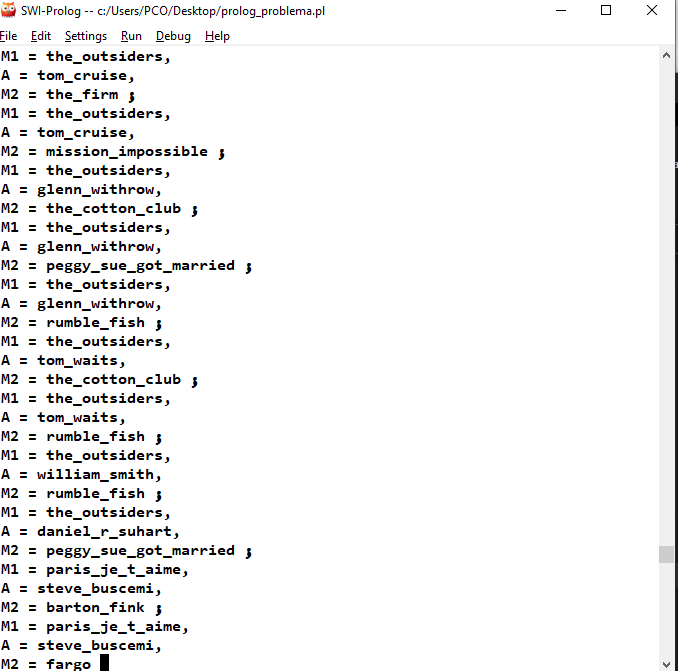 SWI-Prolog -- c:/Users/PCO/Desktop/prolog_problema.pl
File Edit Settings Run Debug Help
M1 = the_outsiders,
A = tom_cruise,
M2 = the_firm ;
M1 = the_outsiders,
A = tom_cruise,
M2 = mission_impossible ;
M1 = the_outsiders,
A = glenn_withrow,
M2 = the_cotton_club ;
M1 = the_outsiders,
A = glenn_withrow,
M2 = peggy_sue_got_married ;
M1 = the_outsiders,
A = glenn_withrow,
M2 = rumble_fish ;
M1 = the_outsiders,
A = tom_waits,
M2 = the_cotton_club ;
M1 = the_outsiders,
A = tom_waits,
M2 = rumble_fish ;
M1 = the_outsiders,
A = william_smith,
M2 = rumble_fish ;
M1 = the_outsiders,
A = daniel_r_suhart,
M2 = peggy_sue_got_married ;
M1 = paris_je_t_aime,
A = steve_buscemi,
M2 = barton_fink ;
M1 = paris_je_t_aime,
A = steve_buscemi,
M2 = fargo